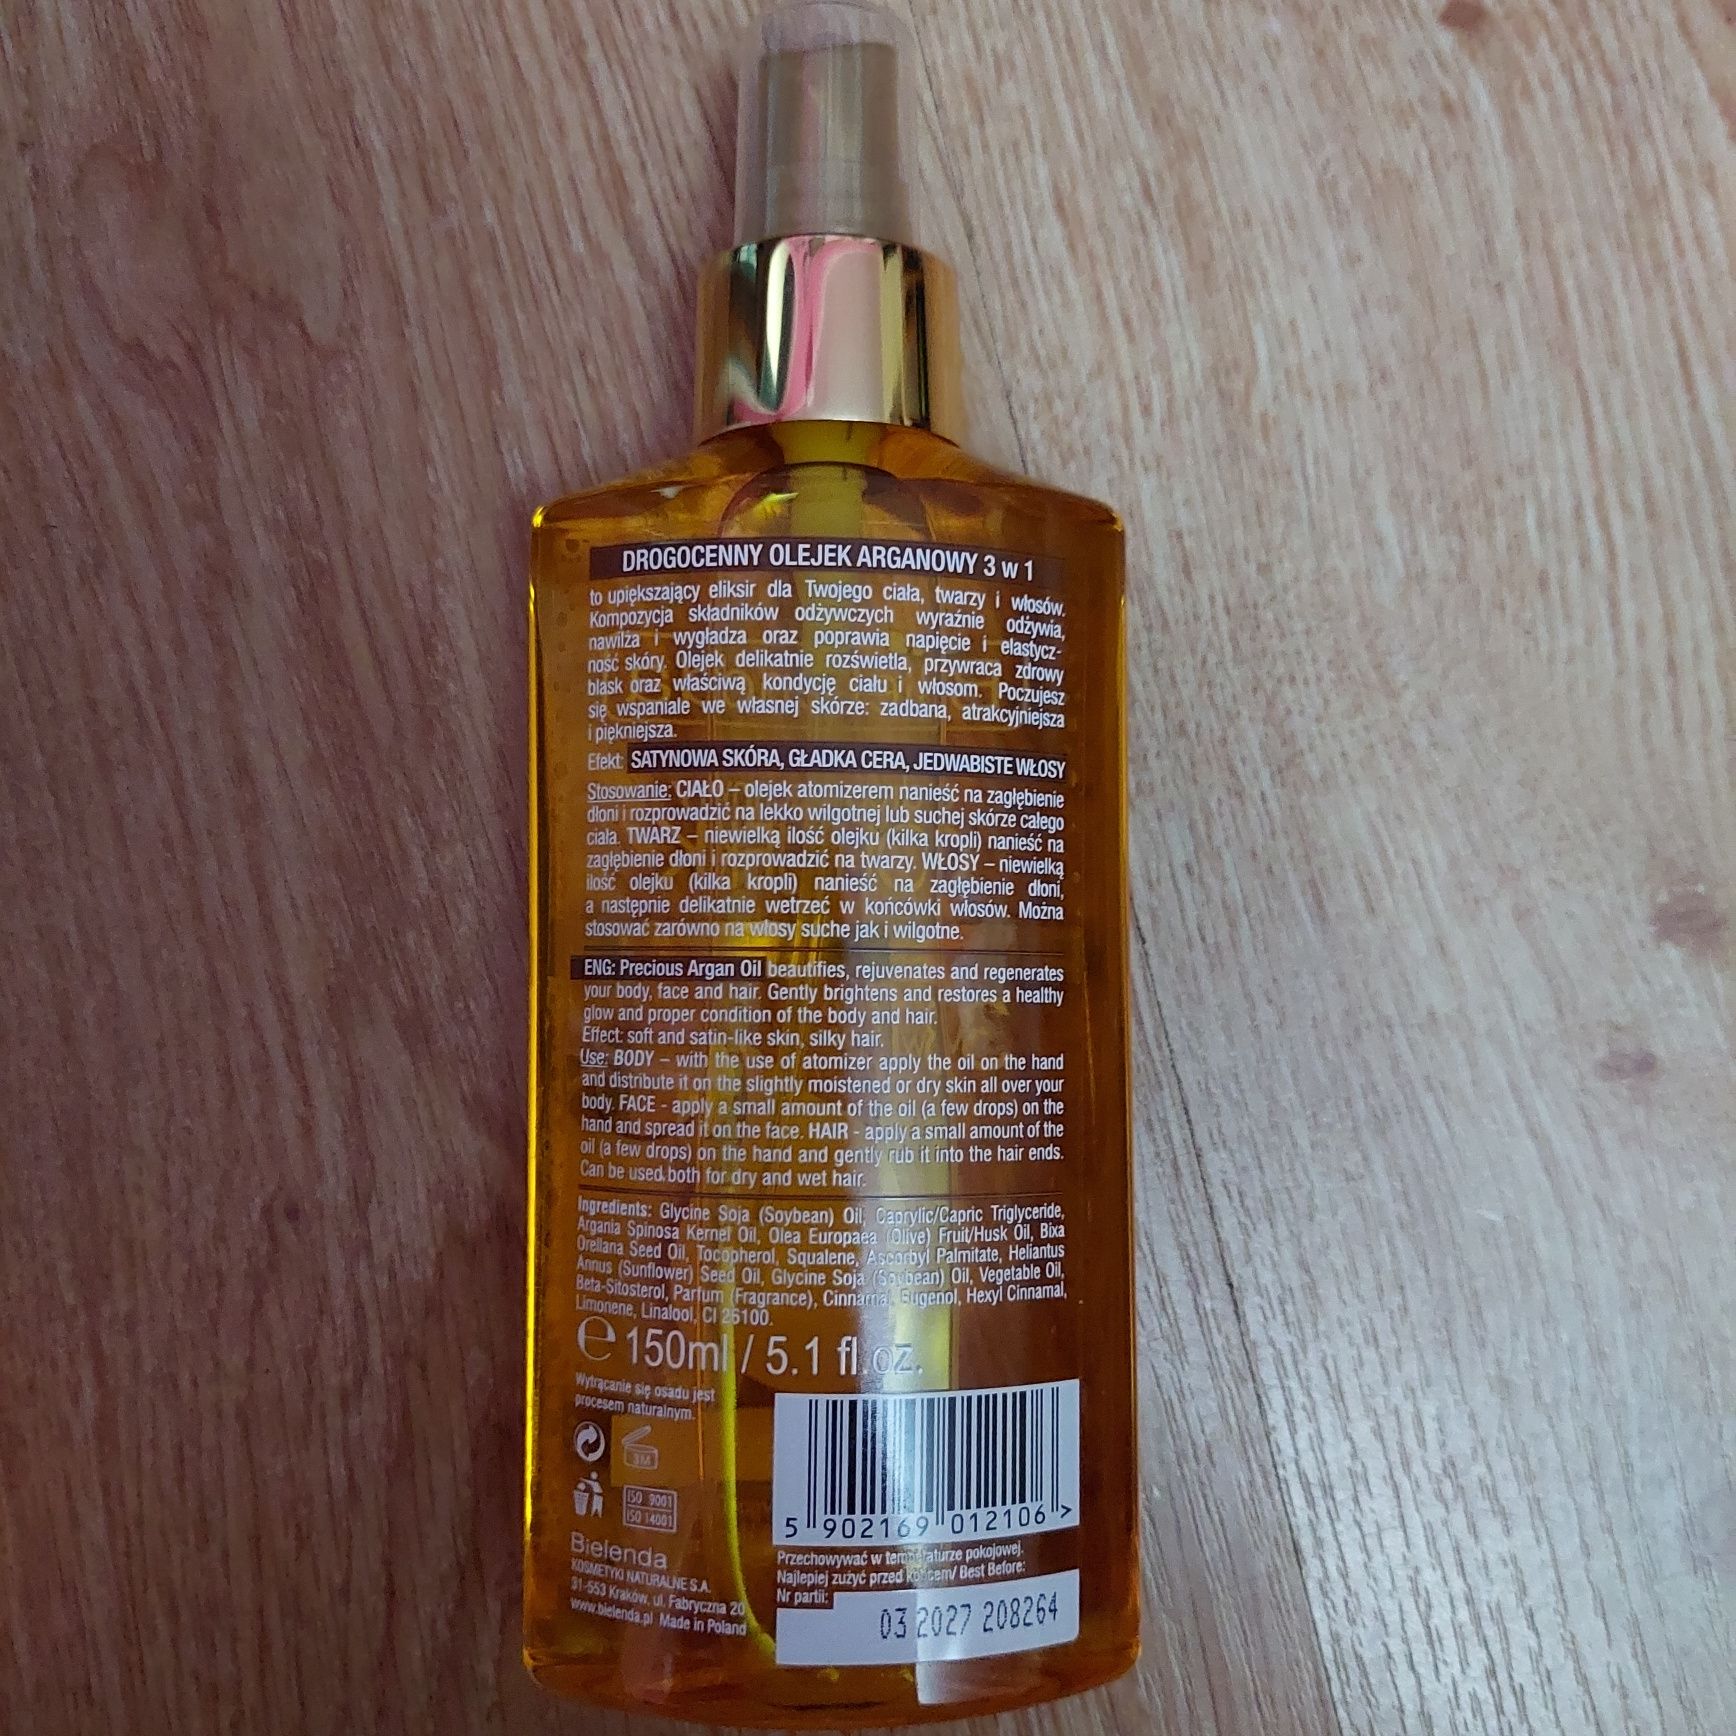 DROGOCENNY OLEJEK ARGANOWY 3 w 1
to upiększający eliksir dla Twojego ciała, twarzy i włosów.
Kompozycja składników odżywczych wyraźnie odżywia,
nawilża i wygładza oraz poprawia napięcie i elastycz-
ność skóry. Olejek delikatnie rozświetla, przywraca zdrowy
blask oraz właściwą kondycję ciału i włosom. Poczujesz
się wspaniale we własnej skórze: zadbana, atrakcyjniejsza
i piękniejsza.
Efekt: SATYNOWA SKÓRA, GŁADKA CERA, JEDWABISTE WŁOSY
Stosowanie: CIAŁO – olejek atomizerem nanieść na zagłębienie
dłoni i rozprowadzić na lekko wilgotnej lub suchej skórze całego
ciała. TWARZ – niewielką ilość olejku (kilka kropli) nanieść na
zagłębienie dłoni i rozprowadzić na twarzy. WŁOSY – niewielką
ilość olejku (kilka kropli) nanieść na zagłębienie dłoni,
a następnie delikatnie wetrzeć w końcówki włosów. Można
stosować zarówno na włosy suche jak i wilgotne.
ENG: Precious Argan Oil beautifies, rejuvenates and regenerates
your body, face and hair. Gently brightens and restores a healthy
glow and proper condition of the body and hair.
Effect: soft and satin-like skin, silky hair.
Use: BODY – with the use of atomizer apply the oil on the hand
and distribute it on the slightly moistened or dry skin all over your
body. FACE - apply a small amount of the oil (a few drops) on the
hand and spread it on the face. HAIR - apply a small amount of the
oil (a few drops) on the hand and gently rub it into the hair ends.
Can be used both for dry and wet hair.
Ingredients: Glycine Soja (Soybean) Oil, Caprylic/Capric Triglyceride,
Argania Spinosa Kernel Oil, Olea Europaea (Olive) Fruit/Husk Oil, Bixa
Orellana Seed Oil, Tocopherol, Squalene, Ascorbyl Palmitate, Heliantus
Annus (Sunflower) Seed Oil, Glycine Soja (Soybean) Oil, Vegetable Oil,
Beta-Sitosterol, Parfum (Fragrance), Cinnamal, Eugenol, Hexyl Cinnamal,
Limonene, Linalool, CI 26100.
e 150ml / 5.1 fl.oz.
Wytrącanie się osadu jest
procesem naturalnym.
3M
ISO 9001
ISO 14001
Bielenda
KOSMETYKI NATURALNE S.A.
31-553 Kraków, ul. Fabryczna 20
www.bielenda.pl Made in Poland
5 902169 012106 >
Przechowywać w temperaturze pokojowej.
Najlepiej zużyć przed końcem/ Best Before:
Nr partii:
03 2027 208264